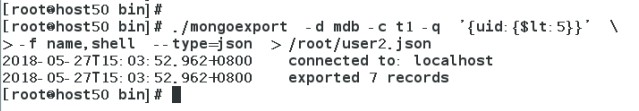 [root@host50 bin]#
[root@host50 bin]# ./mongoexport -d mdb -c t1 -q '{uid:{$lt:5}}' \
> -f name,shell --type=json > /root/user2.json
2018-05-27T15:03:52.962+0800 connected to: localhost
2018-05-27T15:03:52.962+0800 exported 7 records
[root@host50 bin]#